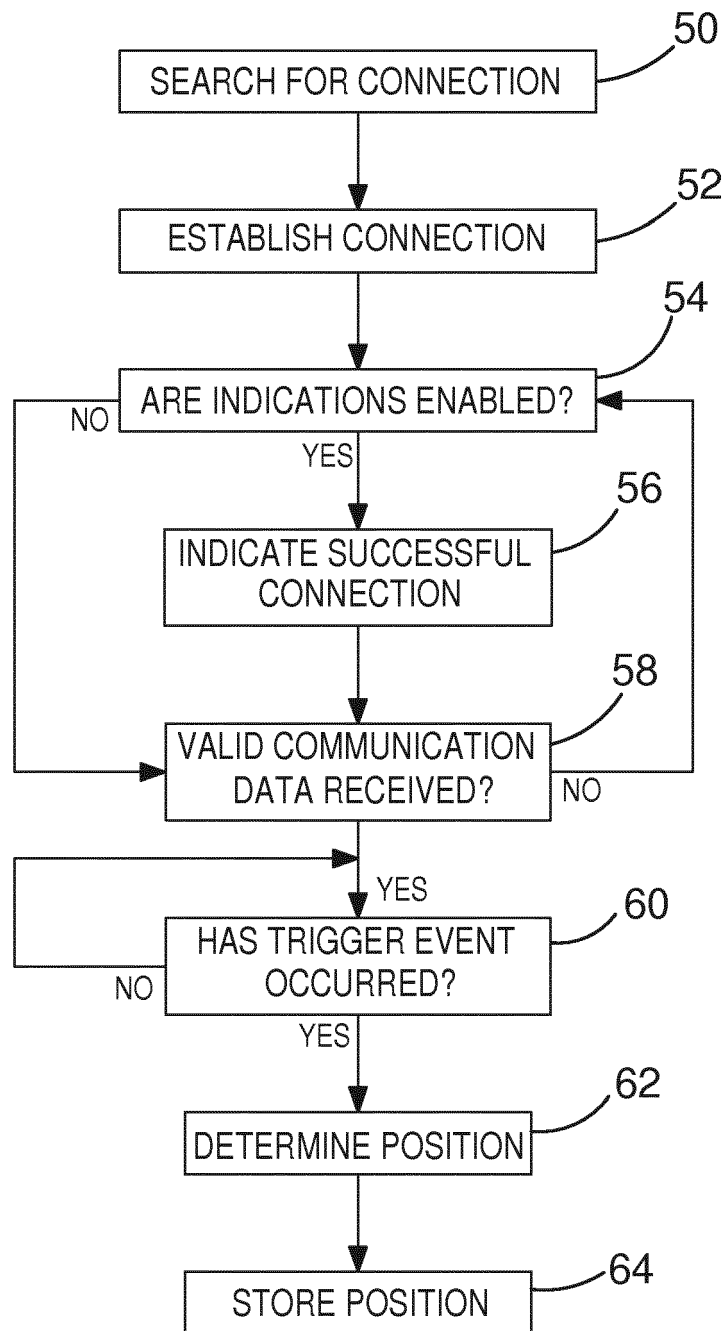 50
SEARCH FOR CONNECTION
52
ESTABLISH CONNECTION
54
ARE INDICATIONS ENABLED?
NO
YES
56
INDICATE SUCCESSFUL
CONNECTION
58
VALID COMMUNICATION
DATA RECEIVED?
NO
YES
60
HAS TRIGGER EVENT
OCCURRED?
NO
YES
62
DETERMINE POSITION
64
STORE POSITION